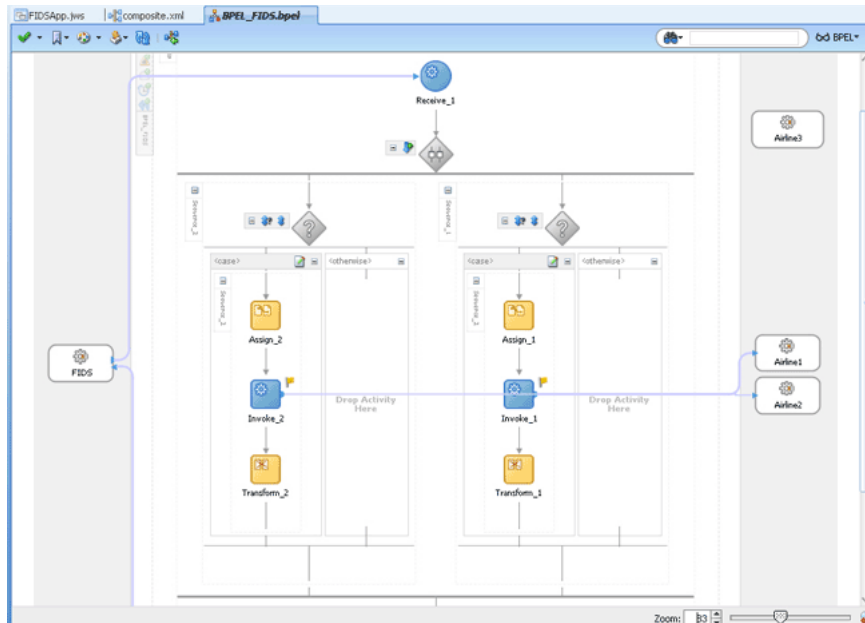 FIDSApp.jws
composite.xml
BPEL_FIDS.bpel
BPEL
Receive_1
Airline3
<case>
<otherwise>
<case>
<otherwise>
Assign_2
Assign_1
FIDS
Airline1
Airline2
Invoke_2
Drop Activity
Here
Invoke_1
Drop Activity
Here
Transform_2
Transform_1
Zoom: